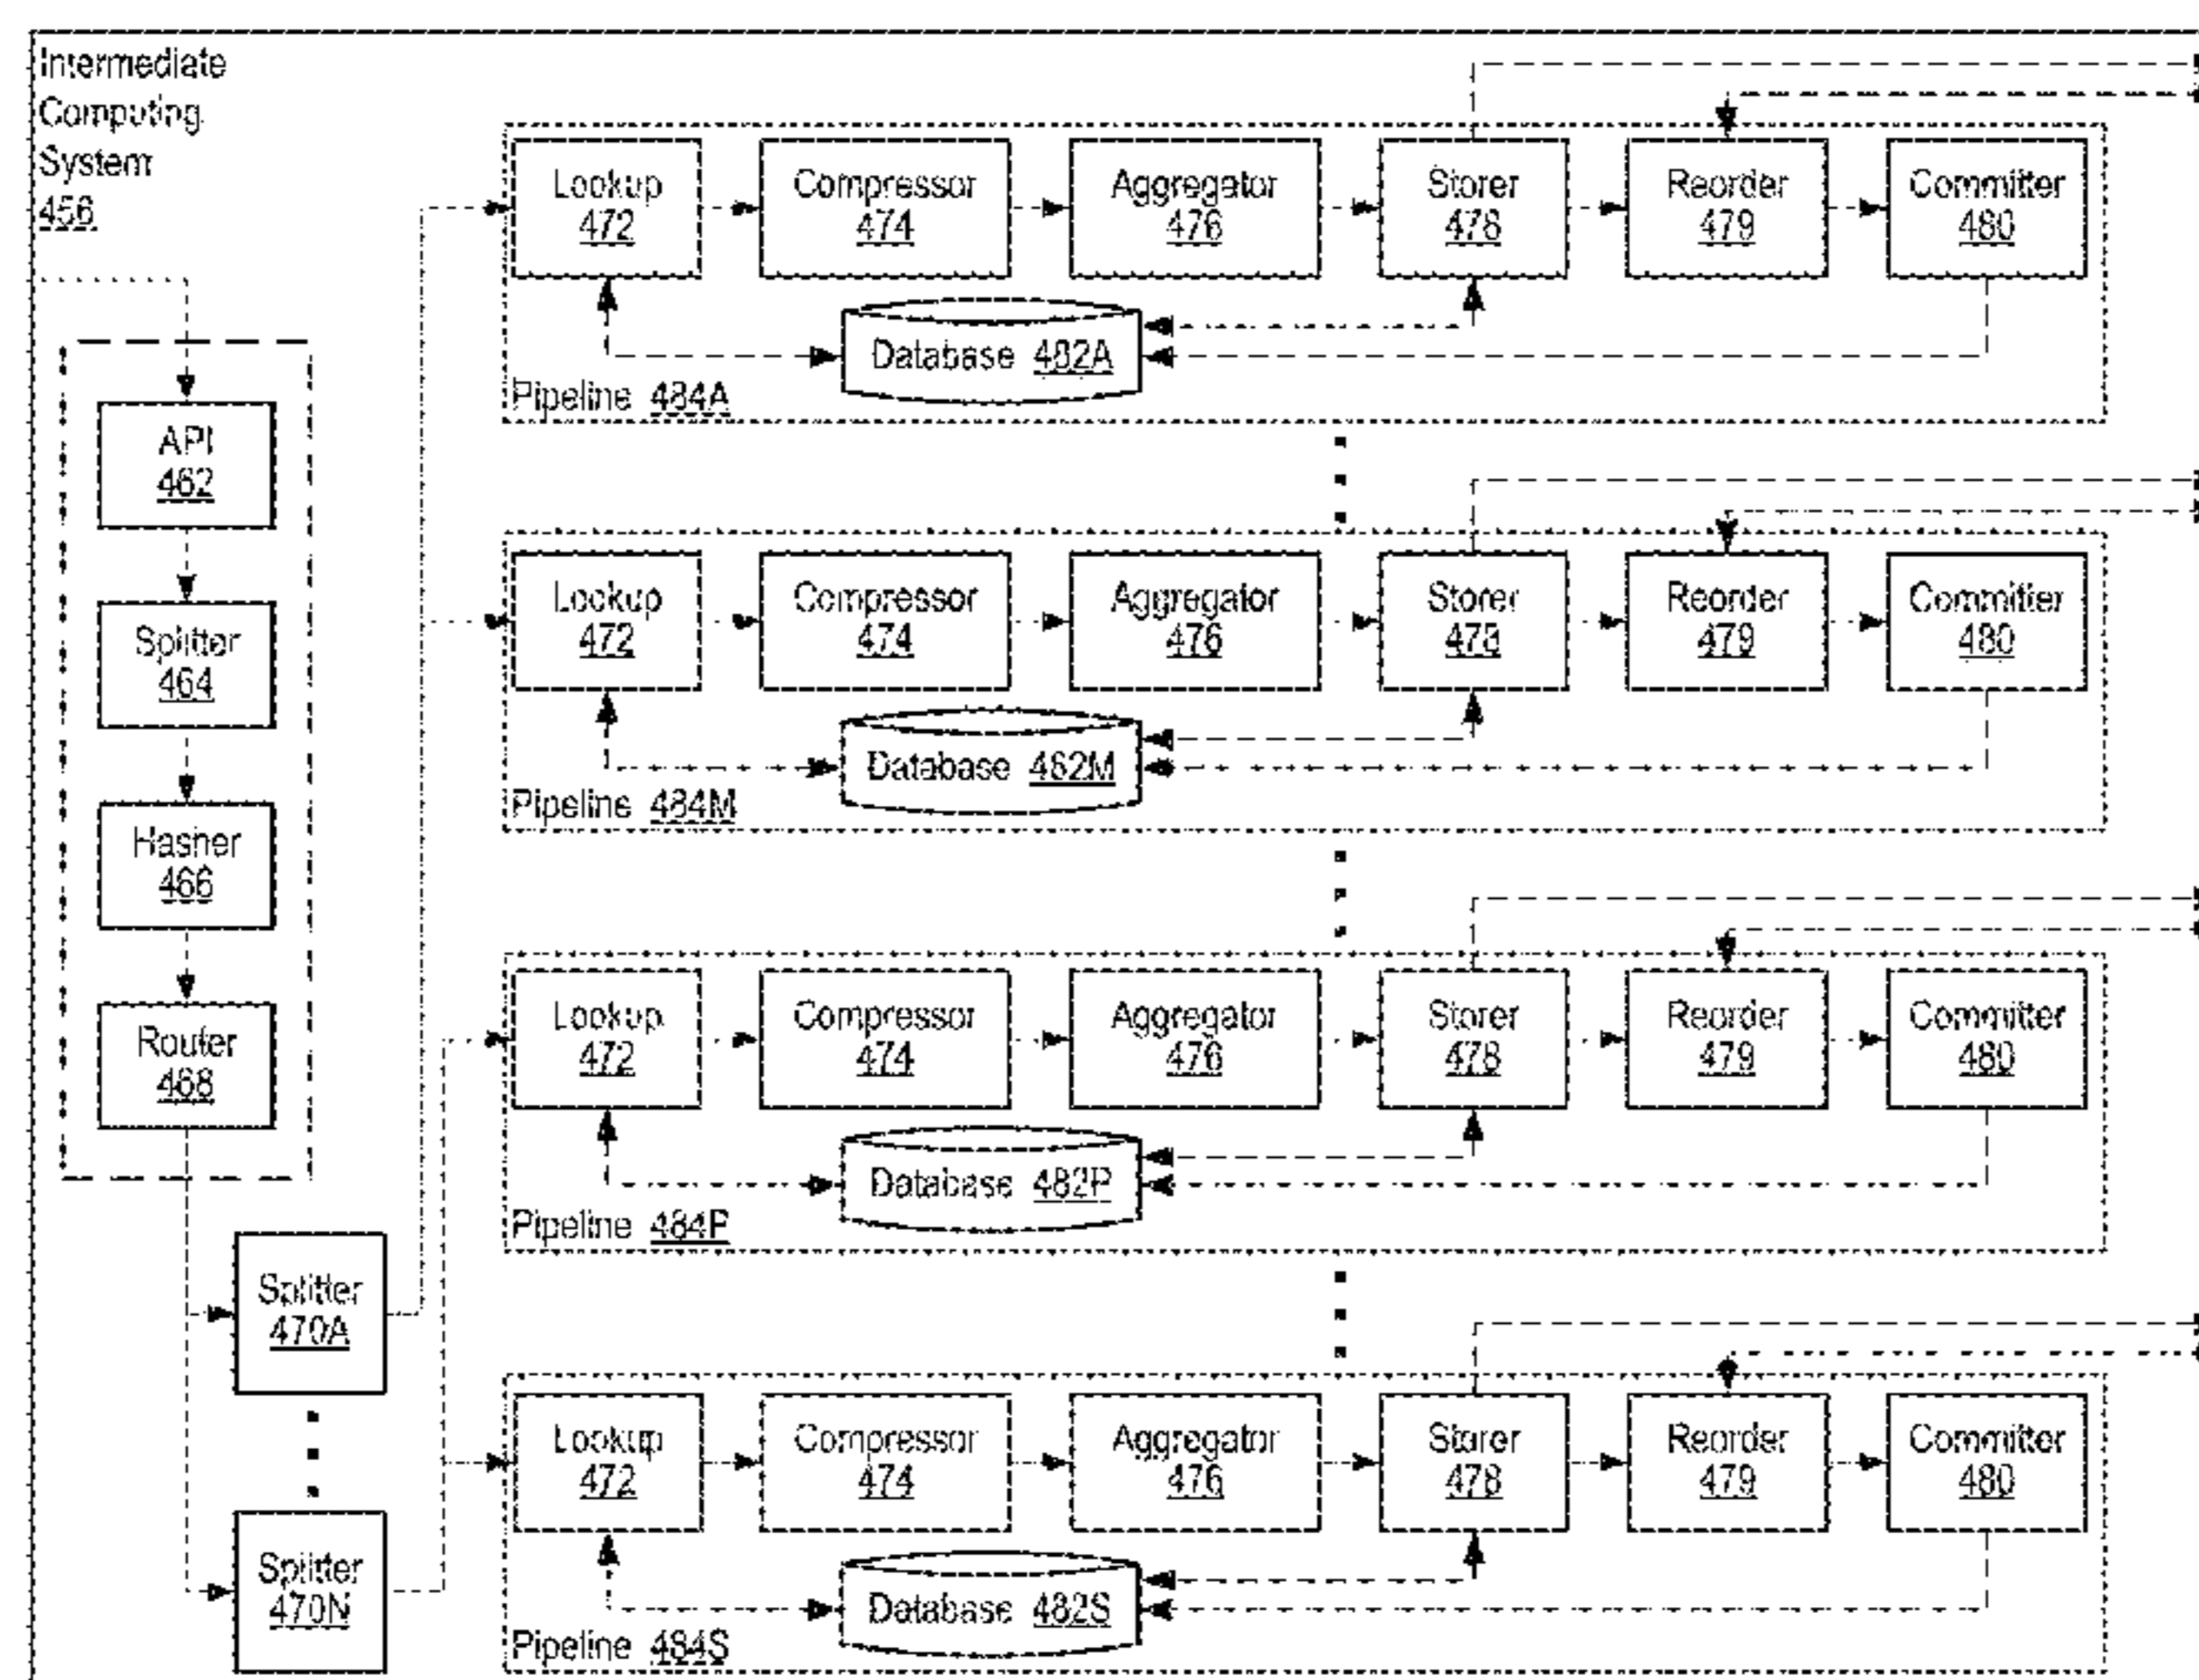 Intermediate
Computing
System
456
API
462
Splitter
464
Hasher
466
Router
468
Splitter
470A
Splitter
470N
Lookup
472
Compressor
474
Aggregator
476
Storer
478
Reorder
479
Committer
480
Database 482A
Pipeline 484A
Lookup
472
Compressor
474
Aggregator
476
Storer
478
Reorder
479
Committer
480
Database 482M
Pipeline 484M
Lookup
472
Compressor
474
Aggregator
476
Storer
478
Reorder
479
Committer
480
Database 482P
Pipeline 484P
Lookup
472
Compressor
474
Aggregator
476
Storer
478
Reorder
479
Committer
480
Database 482S
Pipeline 484S